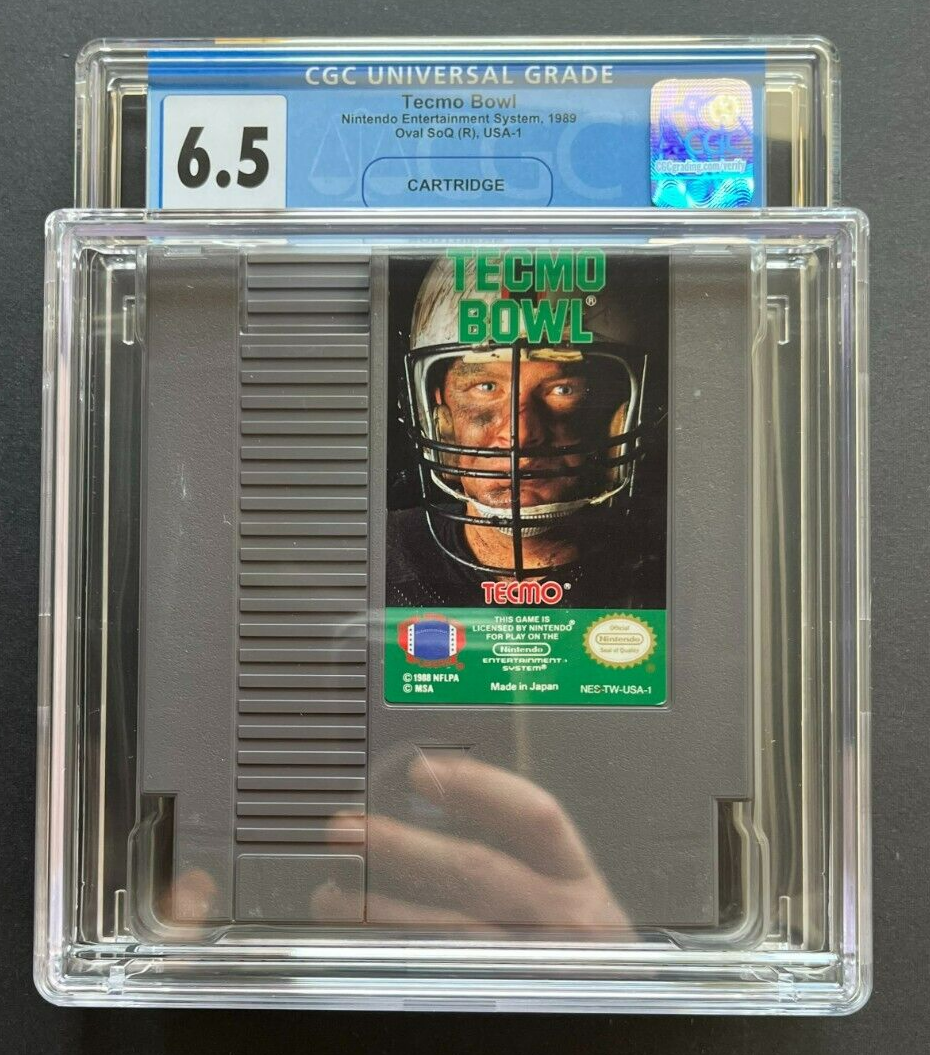 CGC UNIVERSAL GRADE
Tecmo Bowl
Nintendo Entertainment System, 1989
Oval SoQ (R), USA-1
6.5
CARTRIDGE
CGC
CGC
CGCgrading.com/verify
TECMO
BOWL®
TECMO®
THIS GAME IS
LICENSED BY NINTENDO®
FOR PLAY ON THE
Nintendo
ENTERTAINMENT
SYSTEM®
Official
Nintendo
Seal of Quality
©1988 NFLPA
© MSA
Made in Japan
NES-TW-USA-1